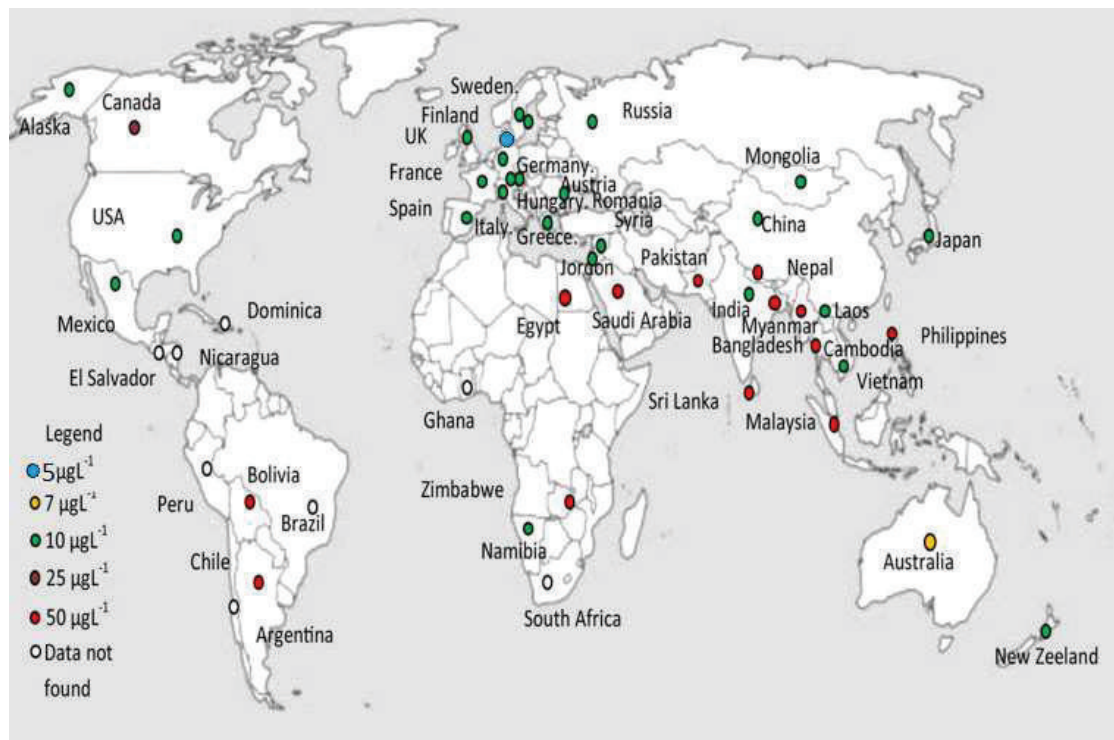 Sweden.
Finland
Russia
Canada
Alaska
UK
Germany.
Mongolia
France
Austria
Hungary. Romania
USA
Spain
Italy.
Syria
China
Greece.
Japan
Jordon
Pakistan
Nepal
Dominica
Egypt
Saudi Arabia
India
Laos
Mexico
Myanmar
Philippines
Bangladesh
Cambodia
Nicaragua
El Salvador
Ghana
Sri Lanka
Vietnam
Malaysia
Legend
5µgL⁻¹
7 µgL⁻¹
10 µgL⁻¹
25 µgL⁻¹
50 µgL⁻¹
Data not
found
Bolivia
Zimbabwe
Peru
Brazil
Namibia
Chile
Australia
South Africa
Argentina
New Zeeland